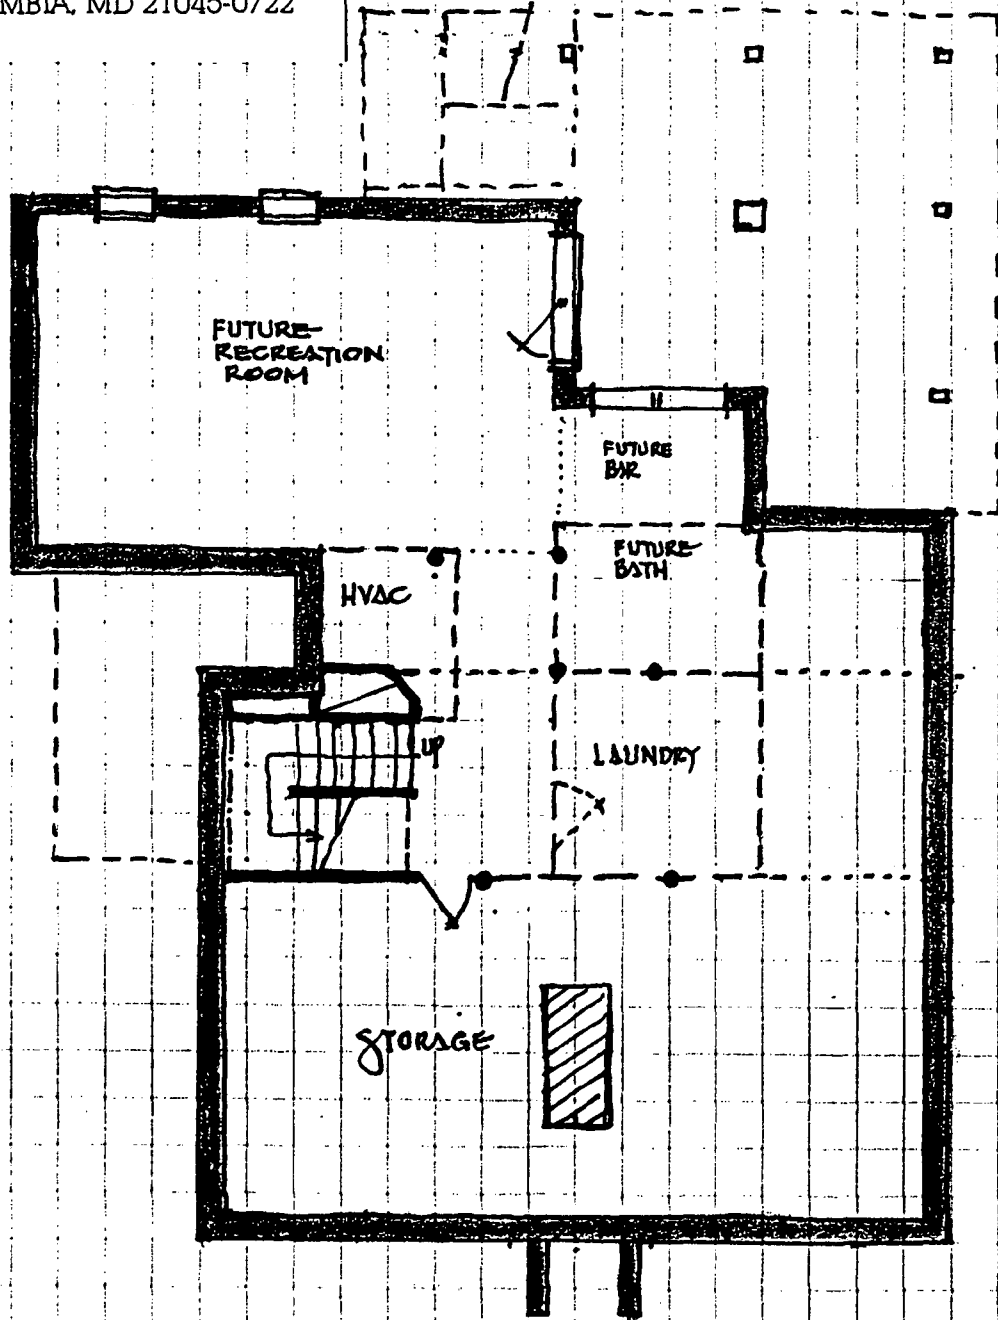 MBIA, MD 21045-0722
FUTURE
RECREATION
ROOM
FUTURE
BAR
FUTURE
BATH
HVAC
UP
LAUNDRY
STORAGE